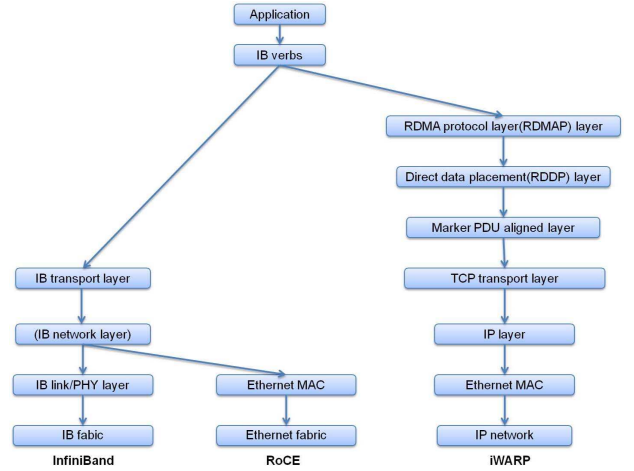 Application
IB verbs
RDMA protocol layer(RDMAP) layer
Direct data placement(RDDP) layer
Marker PDU aligned layer
IB transport layer
TCP transport layer
(IB network layer)
IP layer
IB link/PHY layer
Ethernet MAC
Ethernet MAC
IB fabic
Ethernet fabric
IP network
InfiniBand
RoCE
iWARP